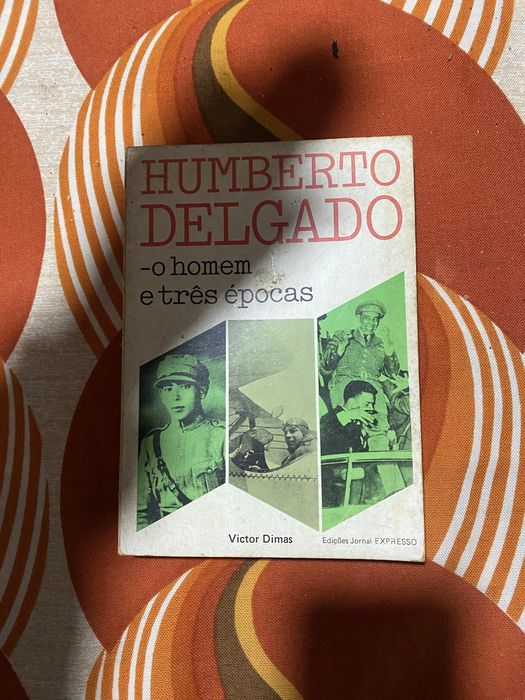 HUMBERTO
DELGADO
-o homem
e três épocas
Victor Dimas
Edições Jornal EXPRESSO